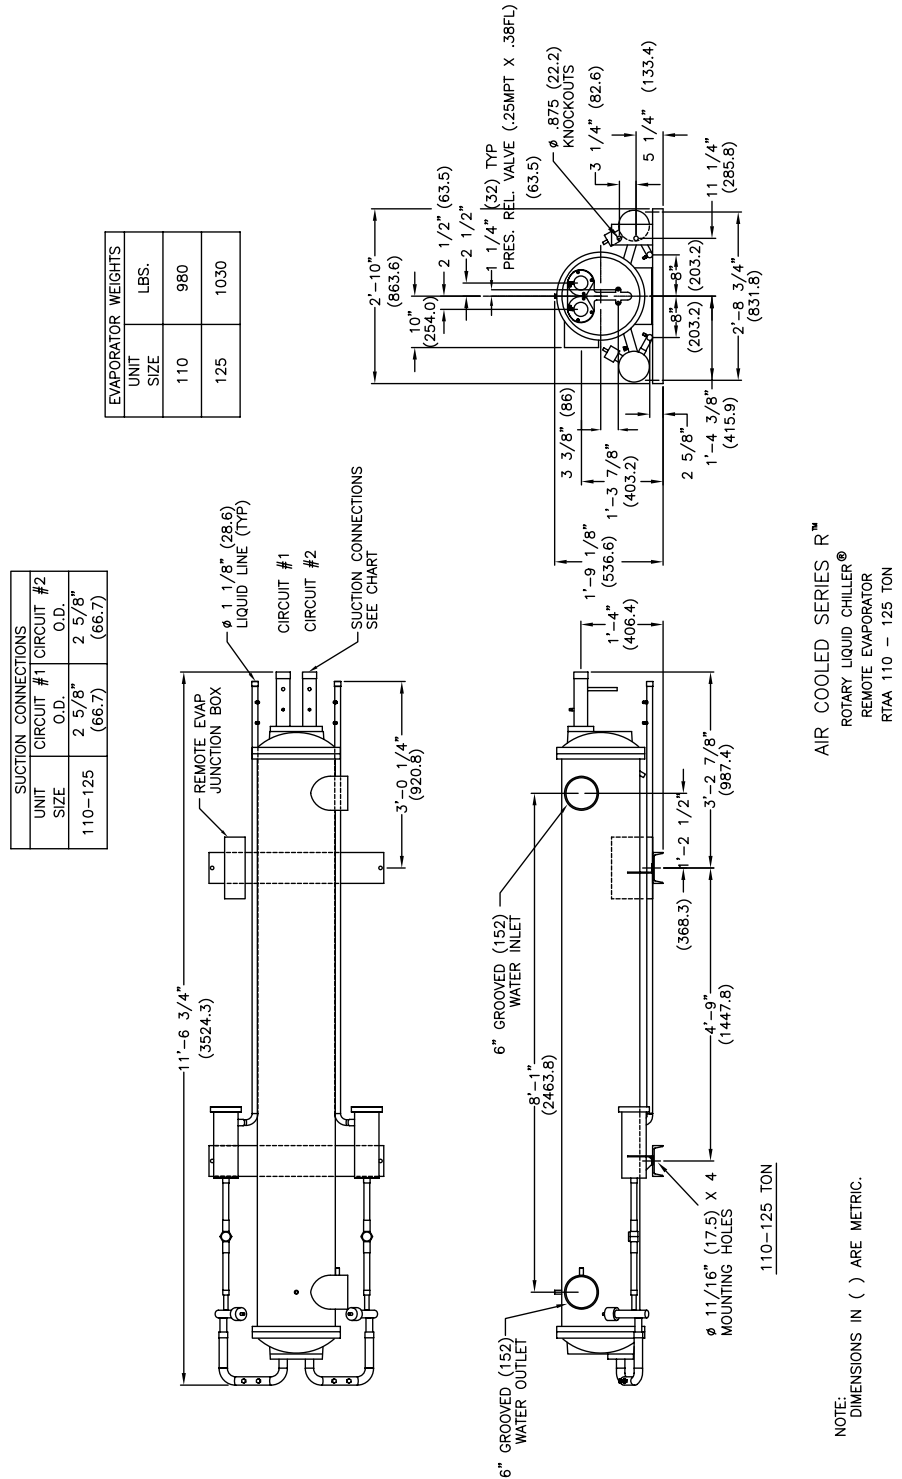 SUCTION CONNECTIONS
UNIT SIZE
CIRCUIT #1 O.D.
CIRCUIT #2 O.D.
110-125
2 5/8"
(66.7)
2 5/8"
(66.7)
EVAPORATOR WEIGHTS
UNIT SIZE
LBS.
110
980
125
1030
11'-6 3/4"
(3524.3)
REMOTE EVAP
JUNCTION BOX
ø 1 1/8" (28.6)
LIQUID LINE (TYP)
CIRCUIT #1
CIRCUIT #2
SUCTION CONNECTIONS
SEE CHART
3'-0 1/4"
(920.8)
2'-10"
(863.6)
10"
(254.0)
2 1/2" (63.5)
2 1/2"
(63.5)
1 1/4" (32) TYP
PRES. REL. VALVE (.25MPT X .38FL)
ø .875 (22.2)
KNOCKOUTS
3 1/4" (82.6)
5 1/4" (133.4)
11 1/4"
(285.8)
8"
(203.2)
8"
(203.2)
2'-8 3/4"
(831.8)
1'-4 3/8"
(415.9)
2 5/8"
3 3/8" (86)
1'-3 7/8"
(403.2)
1'-9 1/8"
(536.6)
1'-4"
(406.4)
6" GROOVED (152)
WATER OUTLET
6" GROOVED (152)
WATER INLET
8'-1"
(2463.8)
1'-2 1/2"
(368.3)
3'-2 7/8"
(987.4)
4'-9"
(1447.8)
ø 11/16" (17.5) X 4
MOUNTING HOLES
110-125 TON
AIR COOLED SERIES R™
ROTARY LIQUID CHILLER®
REMOTE EVAPORATOR
RTAA 110 - 125 TON
NOTE:
DIMENSIONS IN ( ) ARE METRIC.